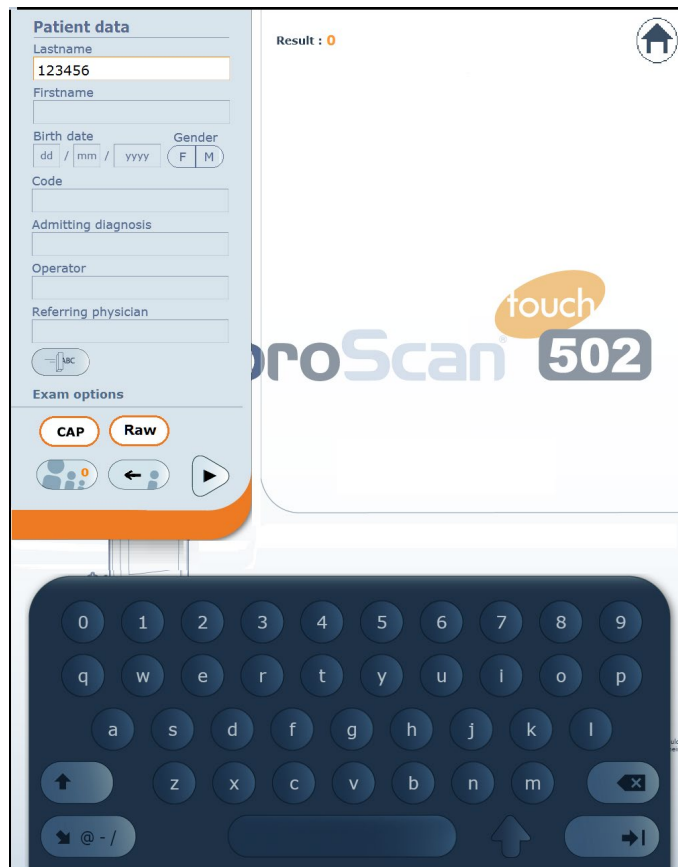 Patient data
Lastname
123456
Firstname
Birth date Gender
dd / mm / yyyy F M
Code
Admitting diagnosis
Operator
Referring physician
ABC
Exam options
CAP Raw
0
Result : 0
touch
roScan® 502
0 1 2 3 4 5 6 7 8 9
q w e r t y u i o p
a s d f g h j k l
z x c v b n m
@ - /